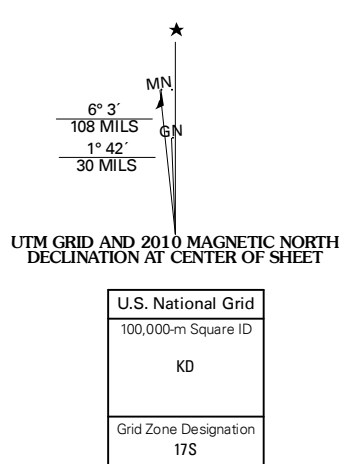 MN
6° 3´
108 MILS
GN
1° 42´
30 MILS
UTM GRID AND 2010 MAGNETIC NORTH
DECLINATION AT CENTER OF SHEET
U.S. National Grid
100,000-m Square ID
KD
Grid Zone Designation
17S